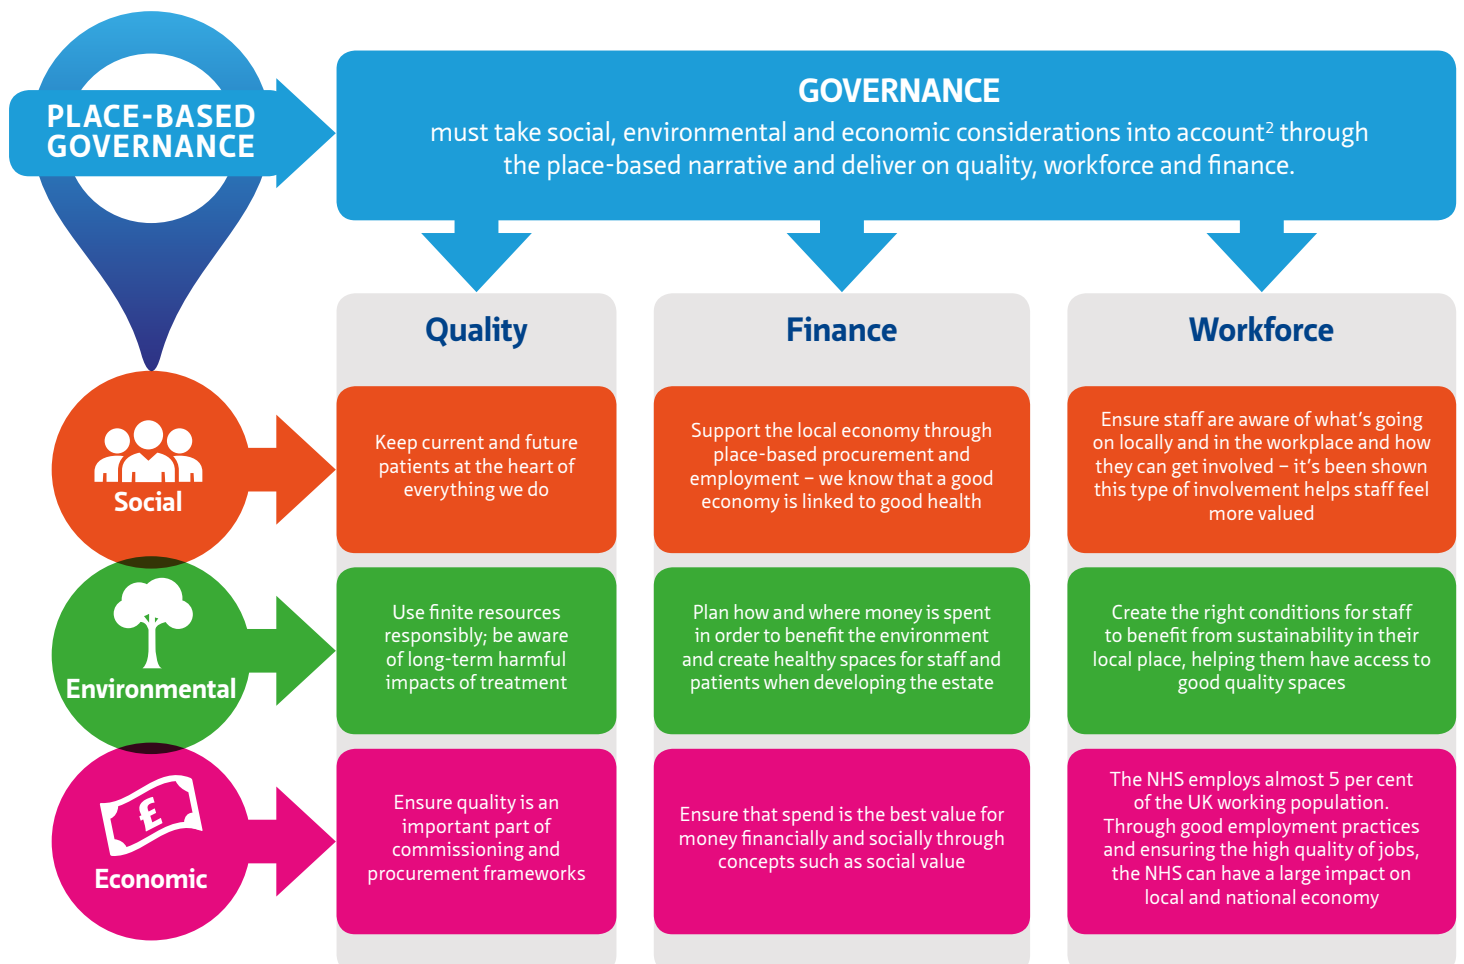 PLACE-BASED
GOVERNANCE
GOVERNANCE
must take social, environmental and economic considerations into account² through
the place-based narrative and deliver on quality, workforce and finance.
Quality
Finance
Workforce
Social
Keep current and future
patients at the heart of
everything we do
Support the local economy through
place-based procurement and
employment – we know that a good
economy is linked to good health
Ensure staff are aware of what's going
on locally and in the workplace and how
they can get involved – it's been shown
this type of involvement helps staff feel
more valued
Environmental
Use finite resources
responsibly; be aware
of long-term harmful
impacts of treatment
Plan how and where money is spent
in order to benefit the environment
and create healthy spaces for staff and
patients when developing the estate
Create the right conditions for staff
to benefit from sustainability in their
local place, helping them have access to
good quality spaces
£
Economic
Ensure quality is an
important part of
commissioning and
procurement frameworks
Ensure that spend is the best value for
money financially and socially through
concepts such as social value
The NHS employs almost 5 per cent
of the UK working population.
Through good employment practices
and ensuring the high quality of jobs,
the NHS can have a large impact on
local and national economy